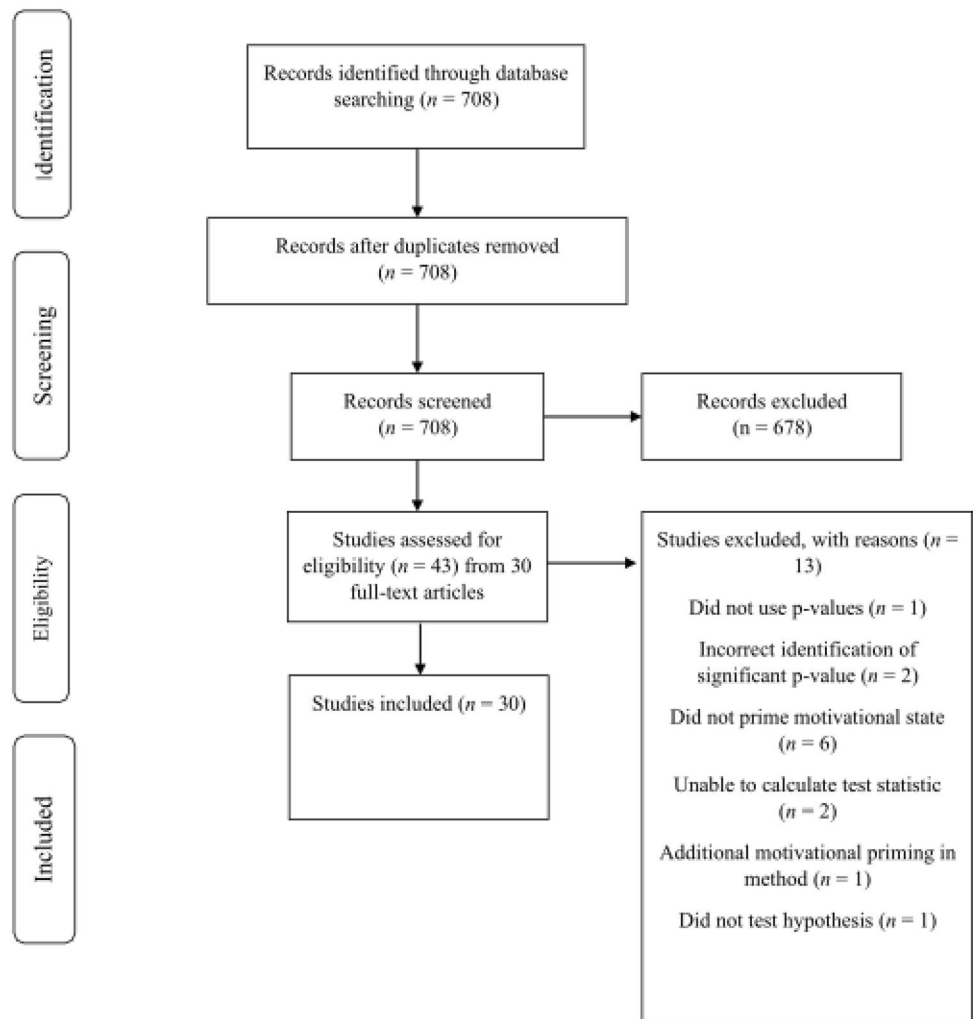 Identification
Records identified through database
searching (n = 708)
Records after duplicates removed
(n = 708)
Screening
Records screened
(n = 708)
Records excluded
(n = 678)
Eligibility
Studies assessed for
eligibility (n = 43) from 30
full-text articles
Studies excluded, with reasons (n =
13)
Did not use p-values (n = 1)
Incorrect identification of
significant p-value (n = 2)
Did not prime motivational state
(n = 6)
Unable to calculate test statistic
(n = 2)
Additional motivational priming in
method (n = 1)
Did not test hypothesis (n = 1)
Included
Studies included (n = 30)